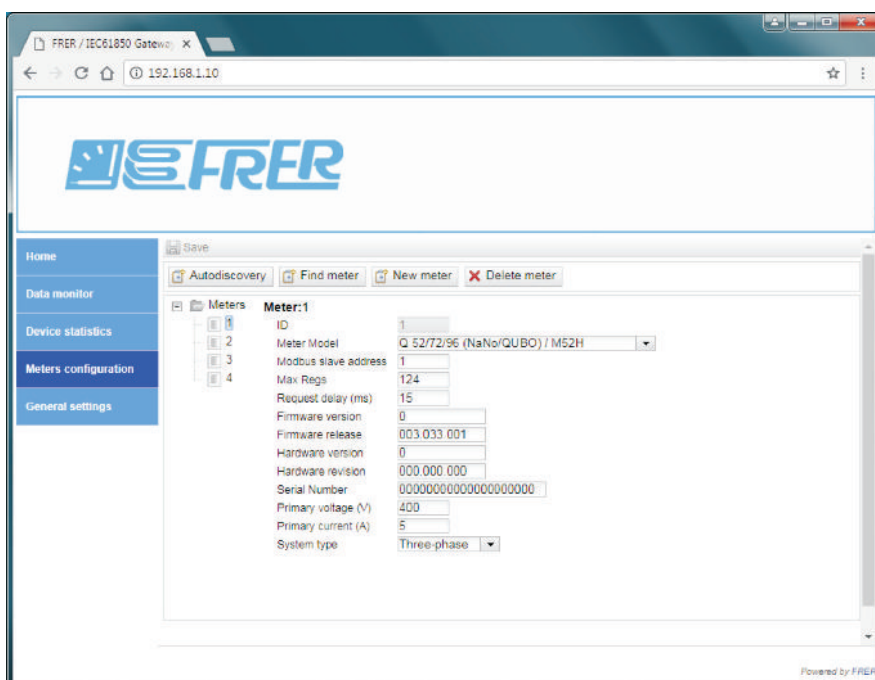 FRER / IEC61850 Gateway
192.168.1.10
FRER
Home
Data monitor
Device statistics
Meters configuration
General settings
Save
Autodiscovery Find meter New meter Delete meter
Meters
1
2
3
4
Meter:1
ID 1
Meter Model Q 52/72/96 (NaNo/QUBO) / M52H
Modbus slave address 1
Max Regs 124
Request delay (ms) 15
Firmware version 0
Firmware release 003.033.001
Hardware version 0
Hardware revision 000.000.000
Serial Number 00000000000000000000
Primary voltage (V) 400
Primary current (A) 5
System type Three-phase
Powered by FRER